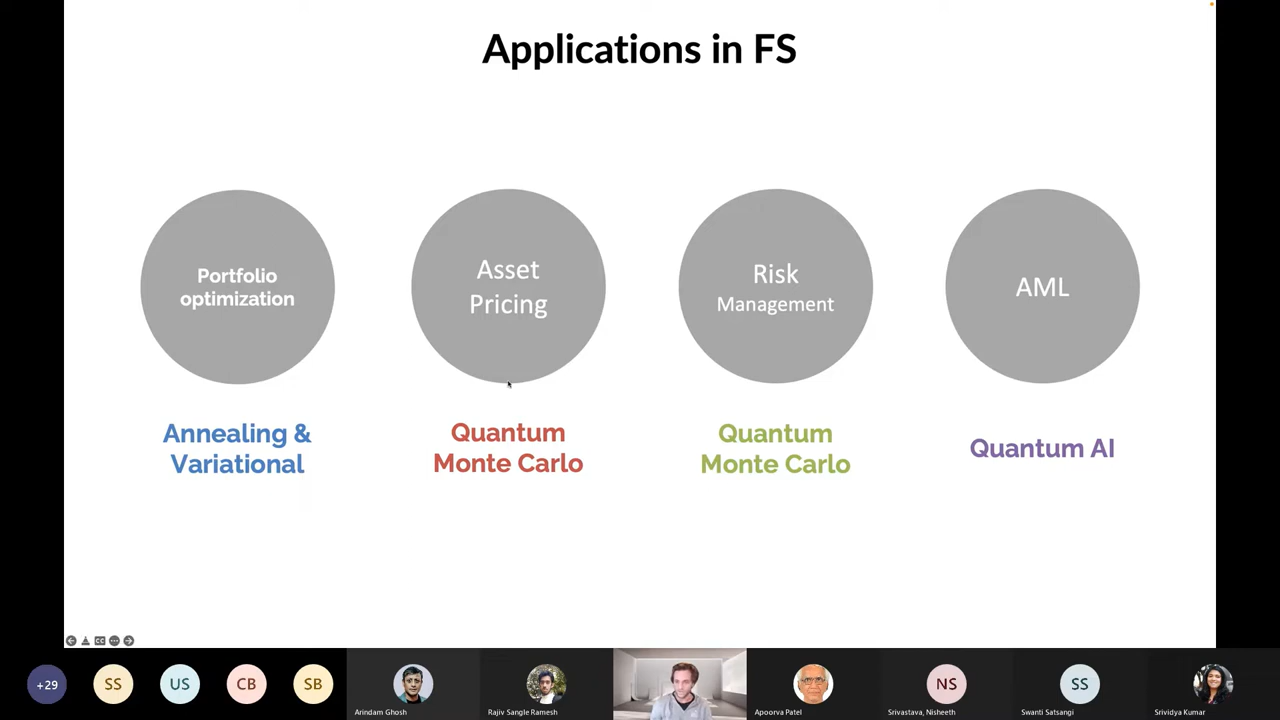 Applications in FS
Portfolio
optimization
Asset
Pricing
Risk
Management
AML
Annealing &
Variational
Quantum
Monte Carlo
Quantum
Monte Carlo
Quantum AI
+29
SS
US
CB
SB
Arindam Ghosh
Rajiv Sangle Ramesh
Apoorva Patel
NS
Srivastava, Nisheeth
SS
Swanti Satsangi
Srividya Kumar